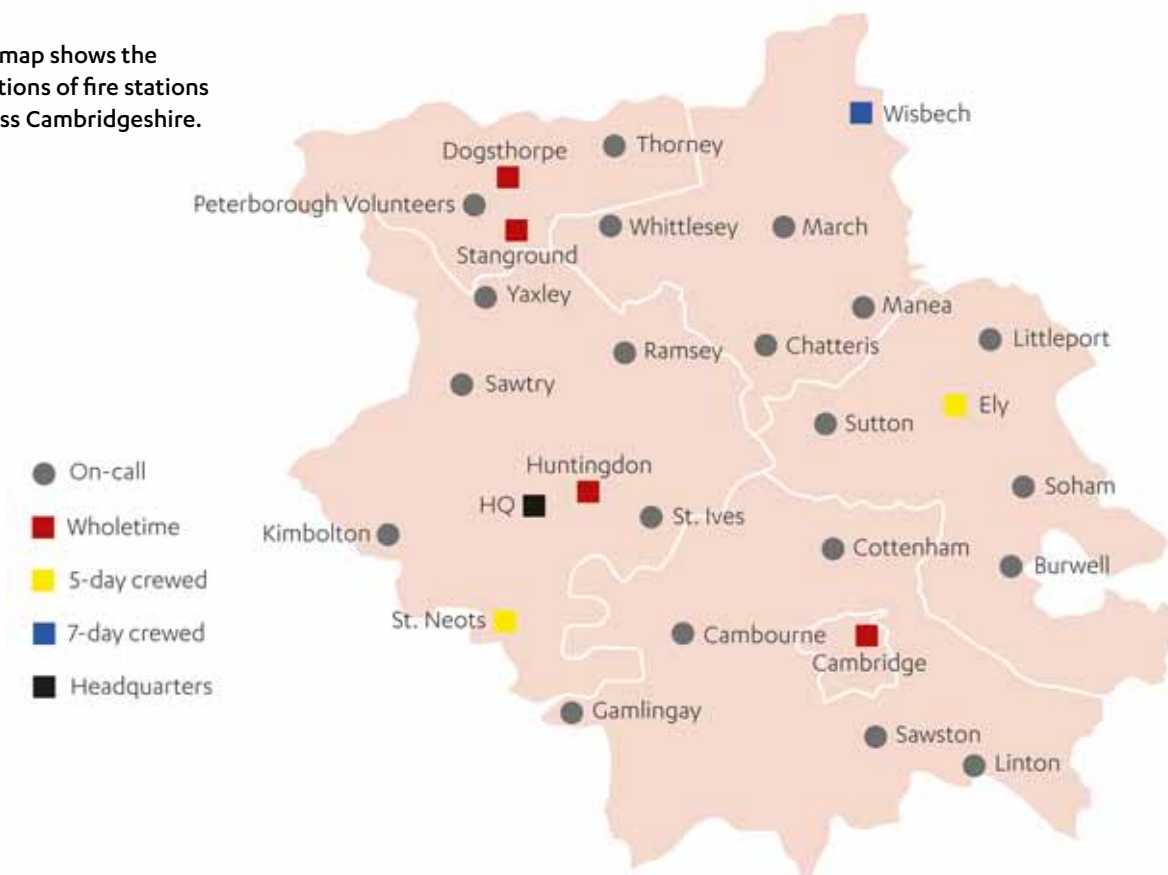 map shows the
tions of fire stations
ss Cambridgeshire.
Wisbech
Thorney
Dogsthorpe
Peterborough Volunteers
Whittlesey
March
Stanground
Yaxley
Manea
Littleport
Chatteris
Ramsey
Sawtry
Ely
Sutton
Huntingdon
HQ
Soham
St. Ives
Kimbolton
Cottenham
Burwell
St. Neots
Cambourne
Cambridge
Gamlingay
Sawston
Linton
On-call
Wholetime
5-day crewed
7-day crewed
Headquarters